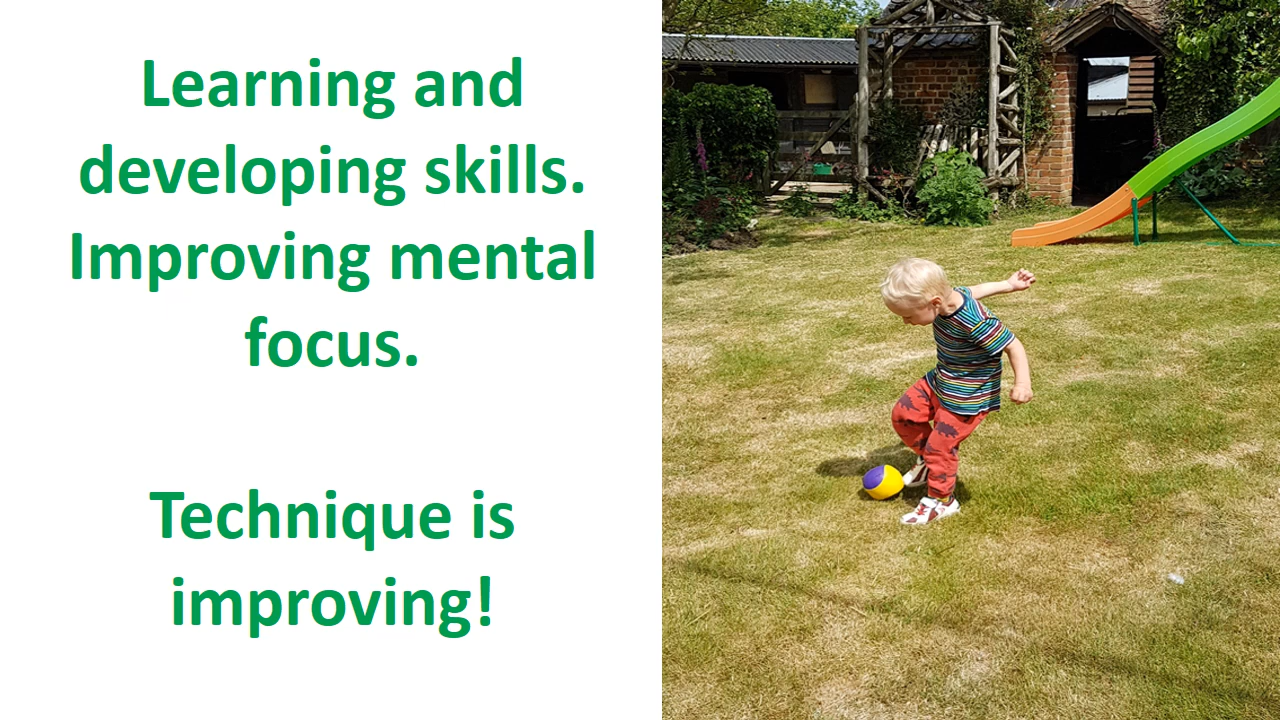 Learning and
developing skills.
Improving mental
focus.
Technique is
improving!